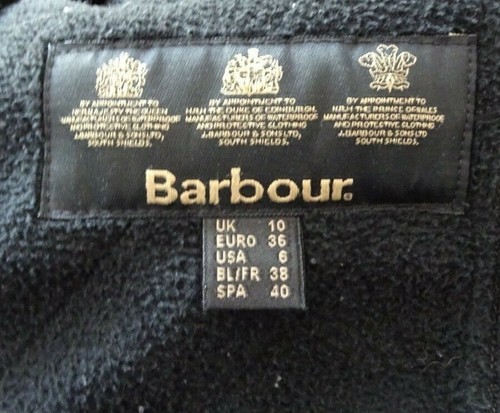 BY APPOINTMENT TO
HER MAJESTY THE QUEEN
MANUFACTURERS OF WATERPROOF
AND PROTECTIVE CLOTHING
J.BARBOUR & SONS LTD,
SOUTH SHIELDS.
BY APPOINTMENT TO
H.R.H. THE DUKE OF EDINBURGH.
MANUFACTURERS OF WATERPROOF
AND PROTECTIVE CLOTHING
J.BARBOUR & SONS LTD,
SOUTH SHIELDS.
BY APPOINTMENT TO
H.R.H. THE PRINCE OF WALES
MANUFACTURERS OF WATERPROOF
AND PROTECTIVE CLOTHING
J.BARBOUR & SONS LTD
SOUTH SHIELDS.
Barbour®
UK 10
EURO 36
USA 6
BL/FR 38
SPA 40